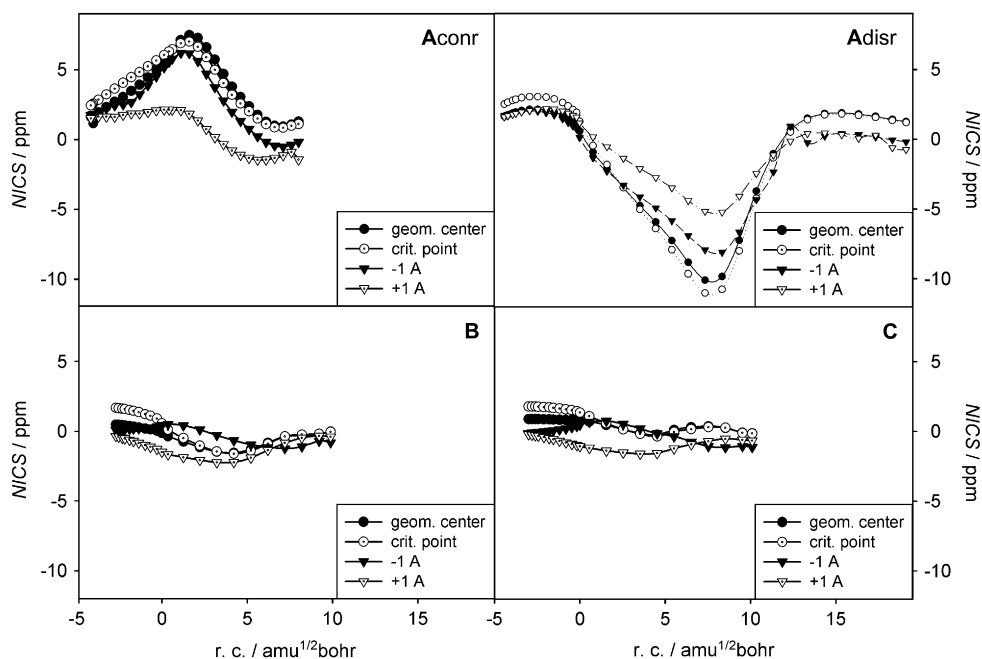 Aconr
5
0
-5
-10
NICS / ppm
geom. center
crit. point
-1 A
+1 A
Adisr
5
0
-5
-10
NICS / ppm
geom. center
crit. point
-1 A
+1 A
B
5
0
-5
-10
NICS / ppm
geom. center
crit. point
-1 A
+1 A
-5 0 5 10
r. c. / amu1/2bohr
C
5
0
-5
-10
NICS / ppm
geom. center
crit. point
-1 A
+1 A
-5 0 5 10 15
r. c. / amu1/2bohr